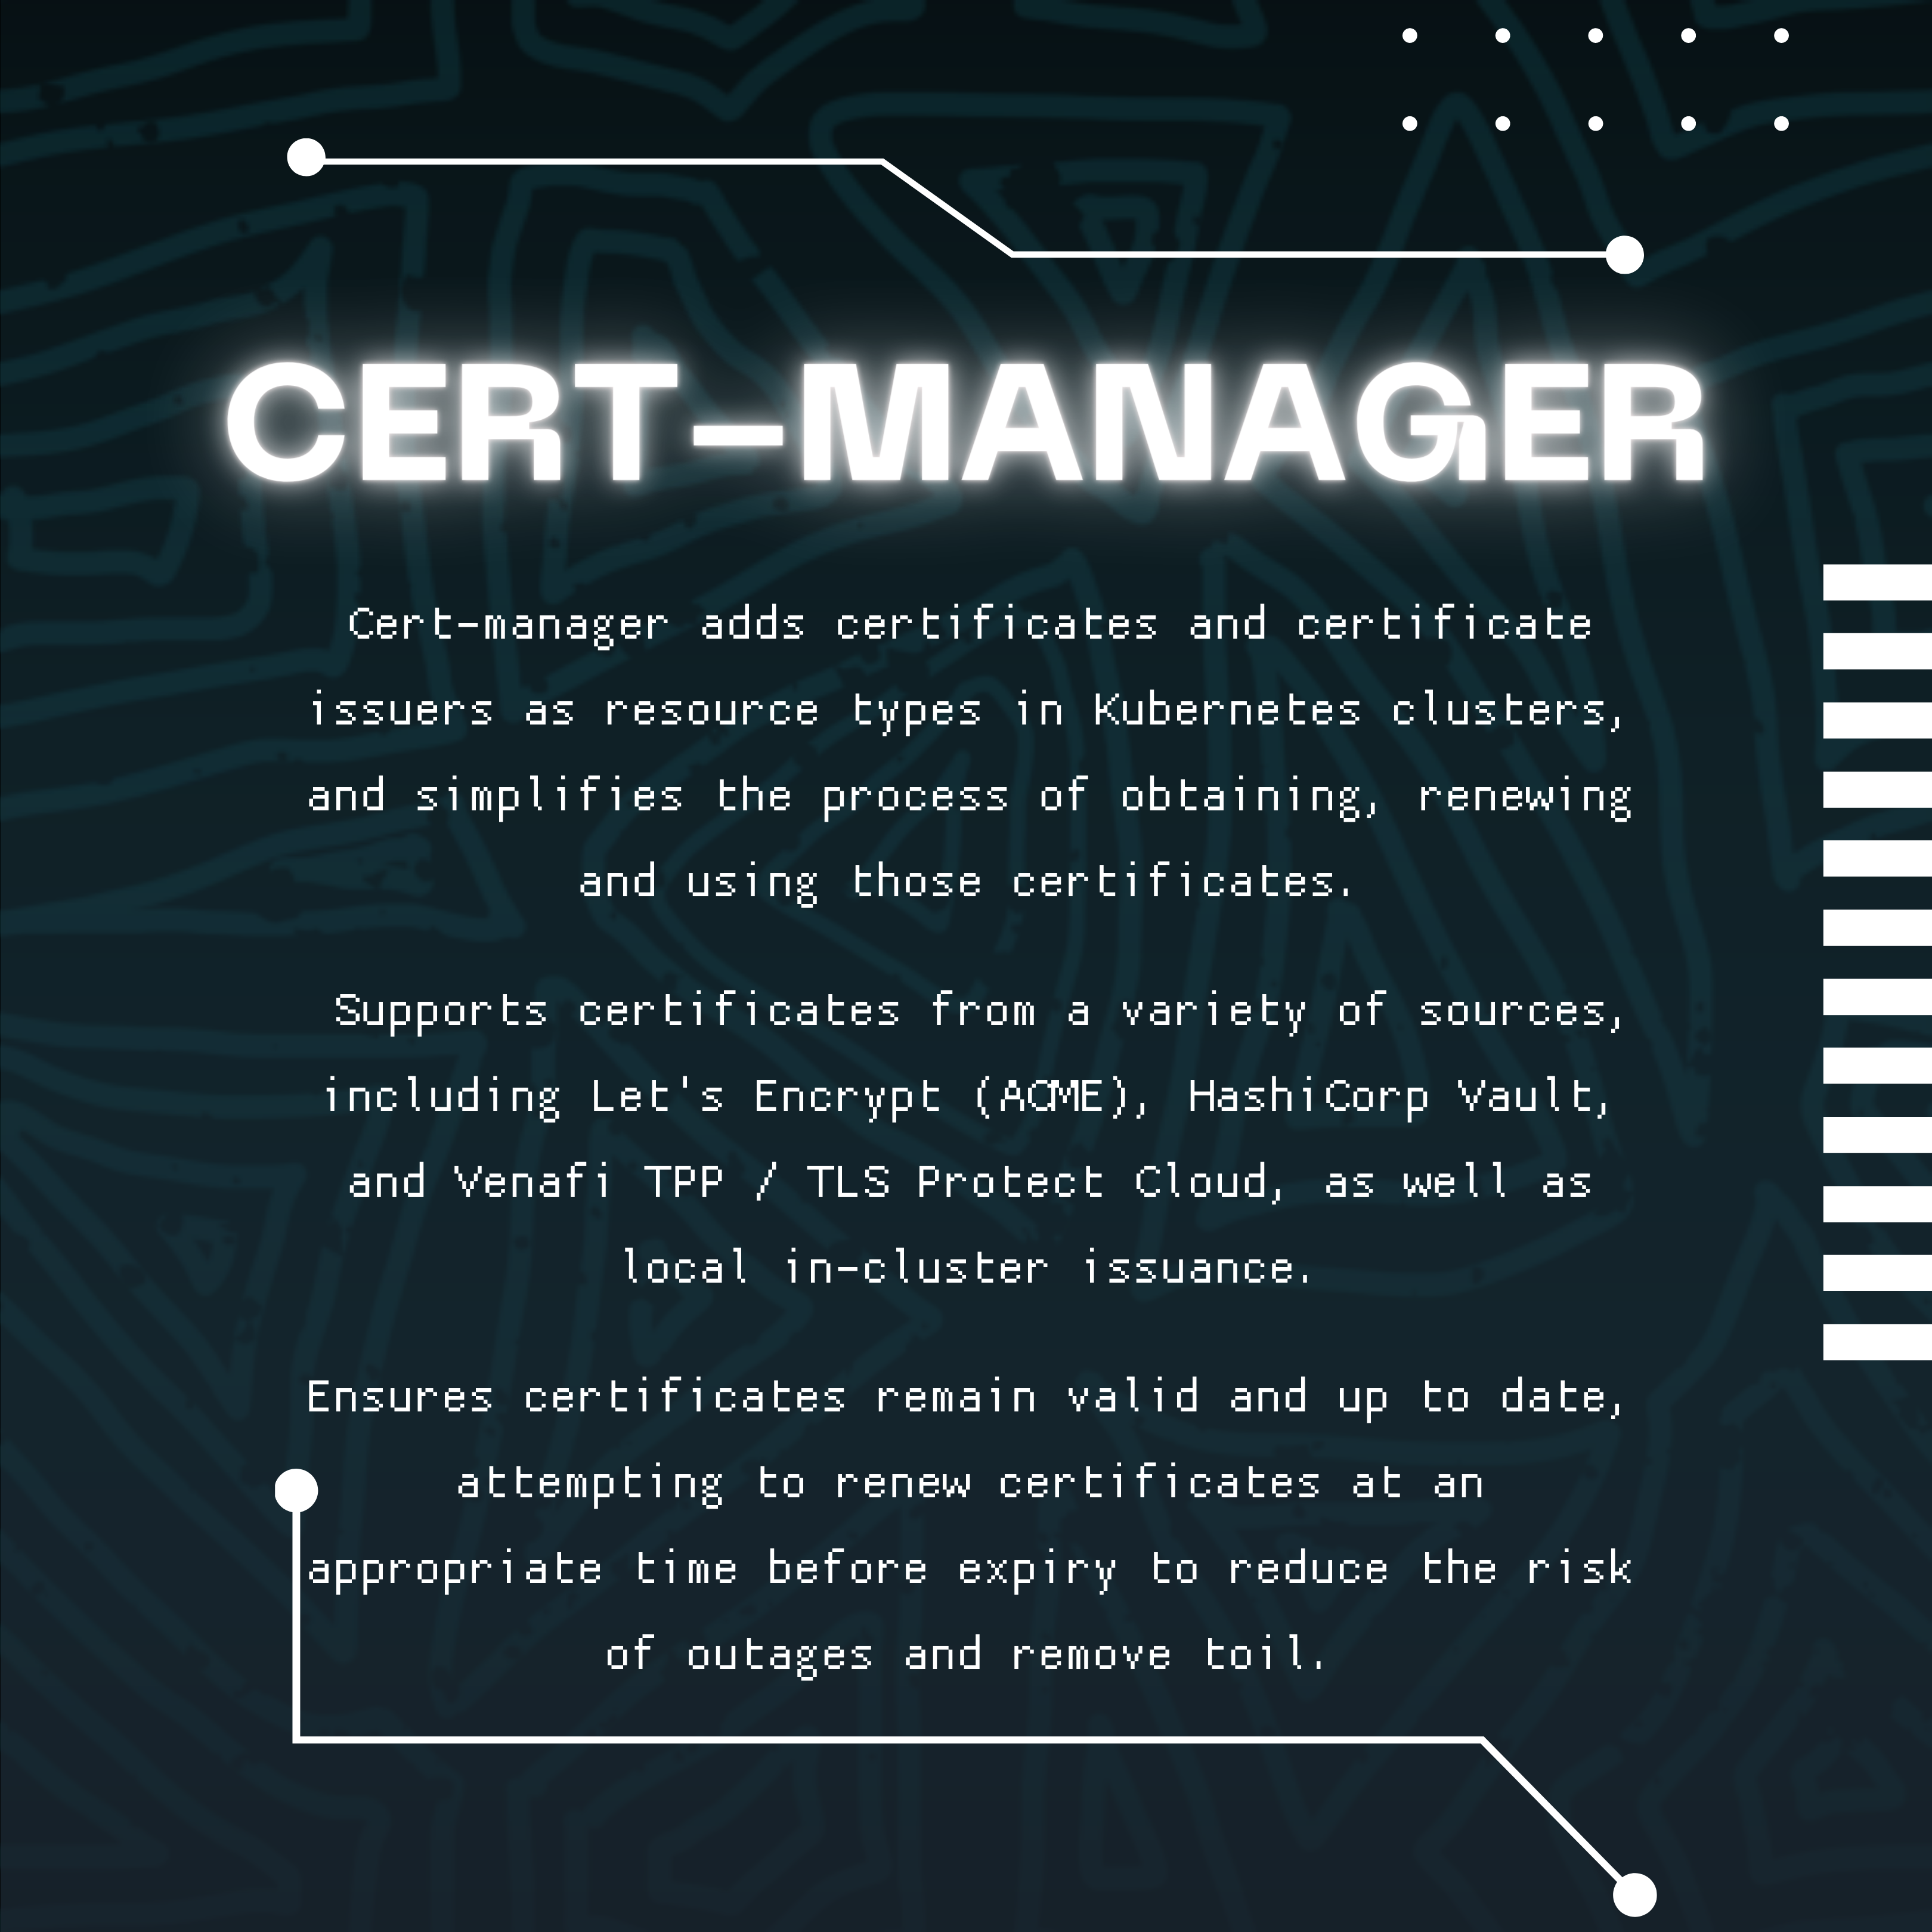 CERT-MANAGER
Cert-manager adds certificates and certificate
issuers as resource types in Kubernetes clusters,
and simplifies the process of obtaining, renewing
and using those certificates.
Supports certificates from a variety of sources,
including Let's Encrypt (ACME), HashiCorp Vault,
and Venafi TPP / TLS Protect Cloud, as well as
local in-cluster issuance.
Ensures certificates remain valid and up to date,
attempting to renew certificates at an
appropriate time before expiry to reduce the risk
of outages and remove toil.